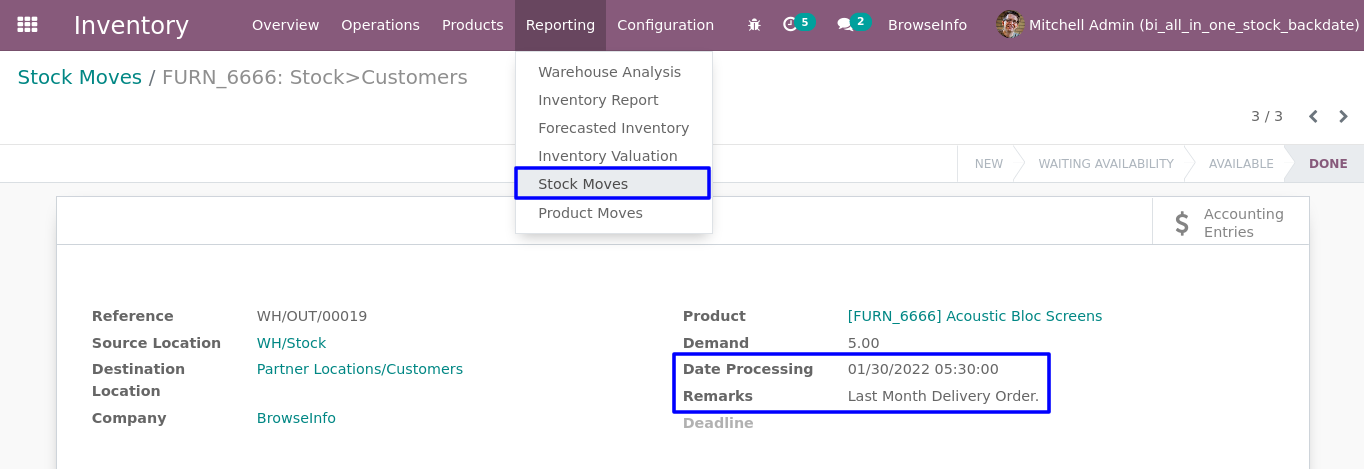 Inventory Overview Operations Products Reporting Configuration 5 2 BrowseInfo Mitchell Admin (bi_all_in_one_stock_backdate)
Stock Moves / FURN_6666: Stock>Customers
Warehouse Analysis
Inventory Report
Forecasted Inventory
Inventory Valuation
Stock Moves
Product Moves
3 / 3
NEW WAITING AVAILABILITY AVAILABLE DONE
$ Accounting
Entries
Reference WH/OUT/00019
Source Location WH/Stock
Destination Partner Locations/Customers
Location
Company BrowseInfo
Product [FURN_6666] Acoustic Bloc Screens
Demand 5.00
Date Processing 01/30/2022 05:30:00
Remarks Last Month Delivery Order.
Deadline